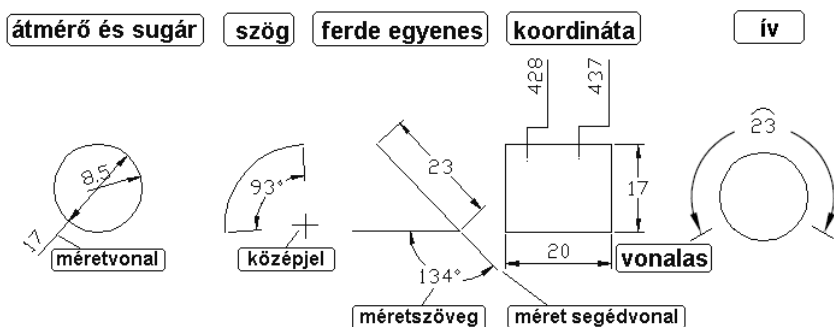 átmérő és sugár
szög
ferde egyenes
koordináta
ív
428
437
23
8.5
93°
23
17
17
méretvonal
középjel
134°
20
vonalas
méretszöveg
méret segédvonal